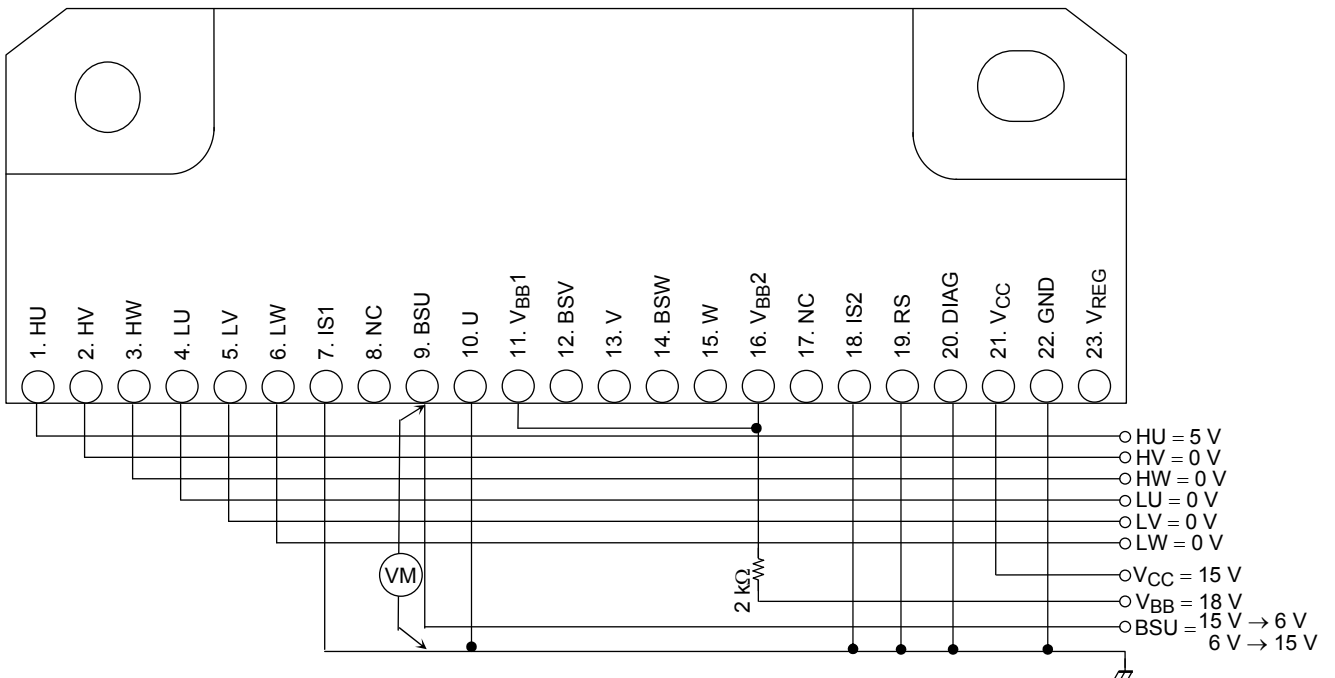 1. HU
2. HV
3. HW
4. LU
5. LV
6. LW
7. IS1
8. NC
9. BSU
10. U
11. VBB1
12. BSV
13. V
14. BSW
15. W
16. VBB2
17. NC
18. IS2
19. RS
20. DIAG
21. VCC
22. GND
23. VREG
HU = 5 V
HV = 0 V
HW = 0 V
LU = 0 V
LV = 0 V
LW = 0 V
VM
2 kΩ
VCC = 15 V
VBB = 18 V
BSU = 15 V → 6 V
6 V → 15 V